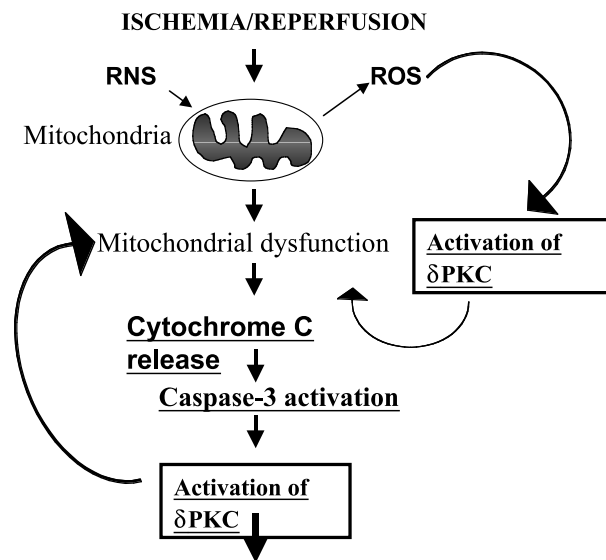 ISCHEMIA/REPERFUSION
RNS
ROS
Mitochondria
Mitochondrial dysfunction
Activation of
δPKC
Cytochrome C
release
Caspase-3 activation
Activation of
δPKC